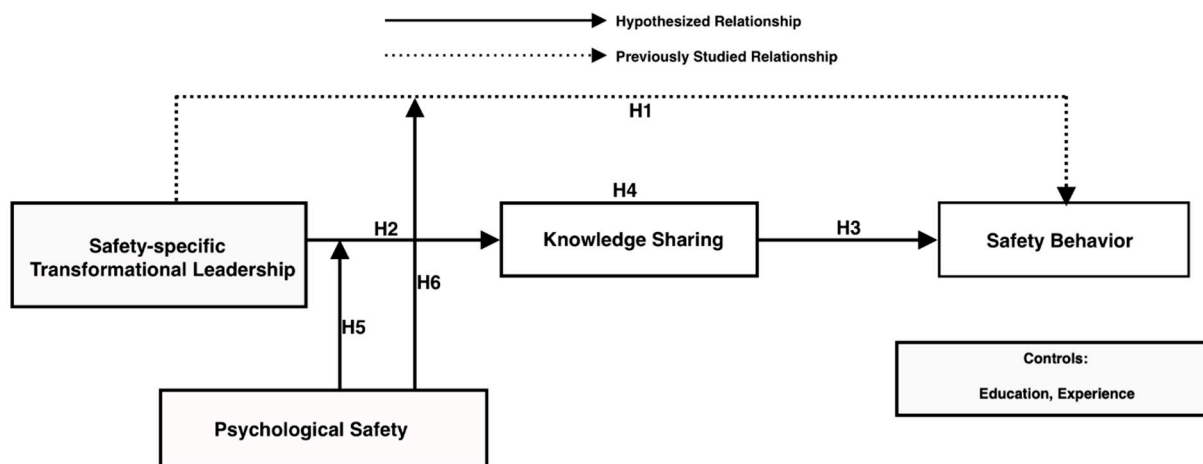 Hypothesized Relationship
Previously Studied Relationship
H1
H4
Safety-specific
Transformational Leadership
H2
Knowledge Sharing
H3
Safety Behavior
H6
H5
Controls:
Education, Experience
Psychological Safety